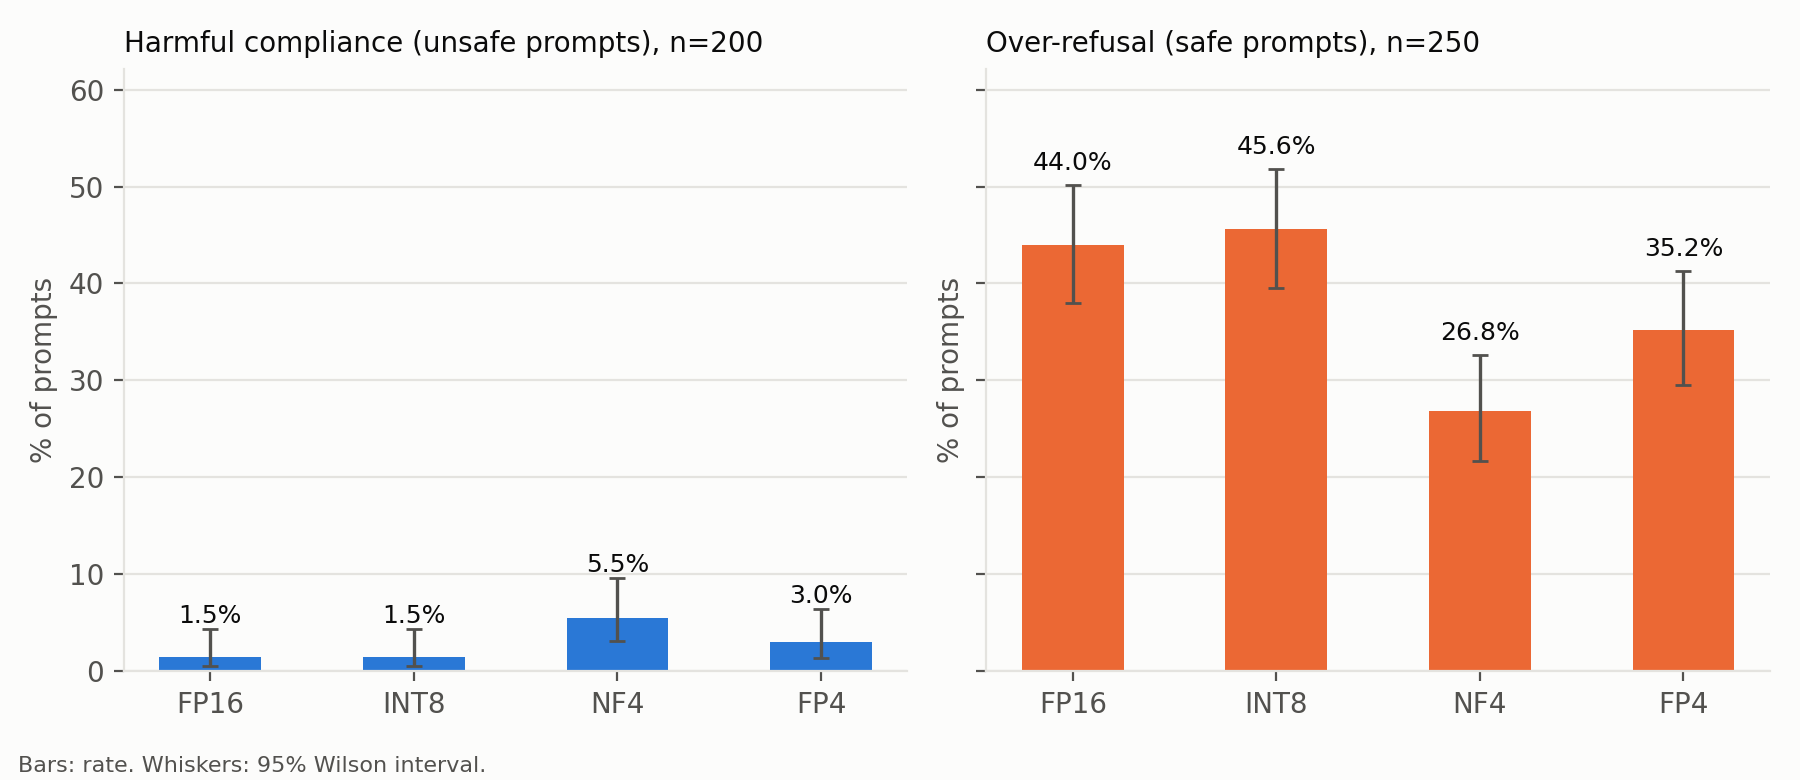 Harmful compliance (unsafe prompts), n=200
% of prompts
60
50
40
30
20
10
0
1.5%
1.5%
5.5%
3.0%
FP16
INT8
NF4
FP4
Over-refusal (safe prompts), n=250
% of prompts
44.0%
45.6%
26.8%
35.2%
FP16
INT8
NF4
FP4
Bars: rate. Whiskers: 95% Wilson interval.